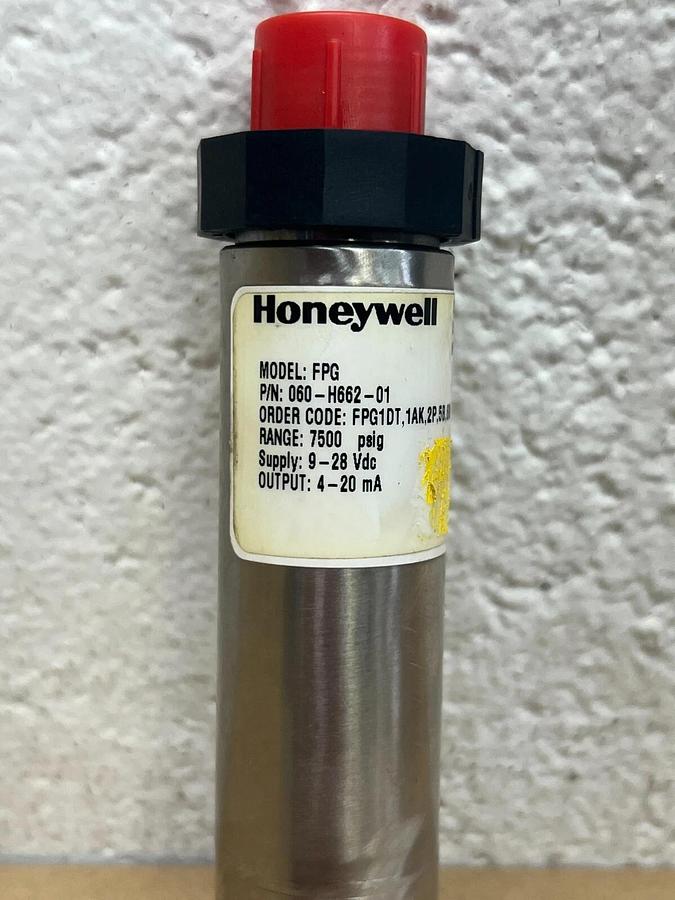 Honeywell
MODEL: FPG
P/N: 060-H662-01
ORDER CODE: FPG1DT,1AK,2P,
RANGE: 7500 psig
Supply: 9-28 Vdc
OUTPUT: 4-20 mA